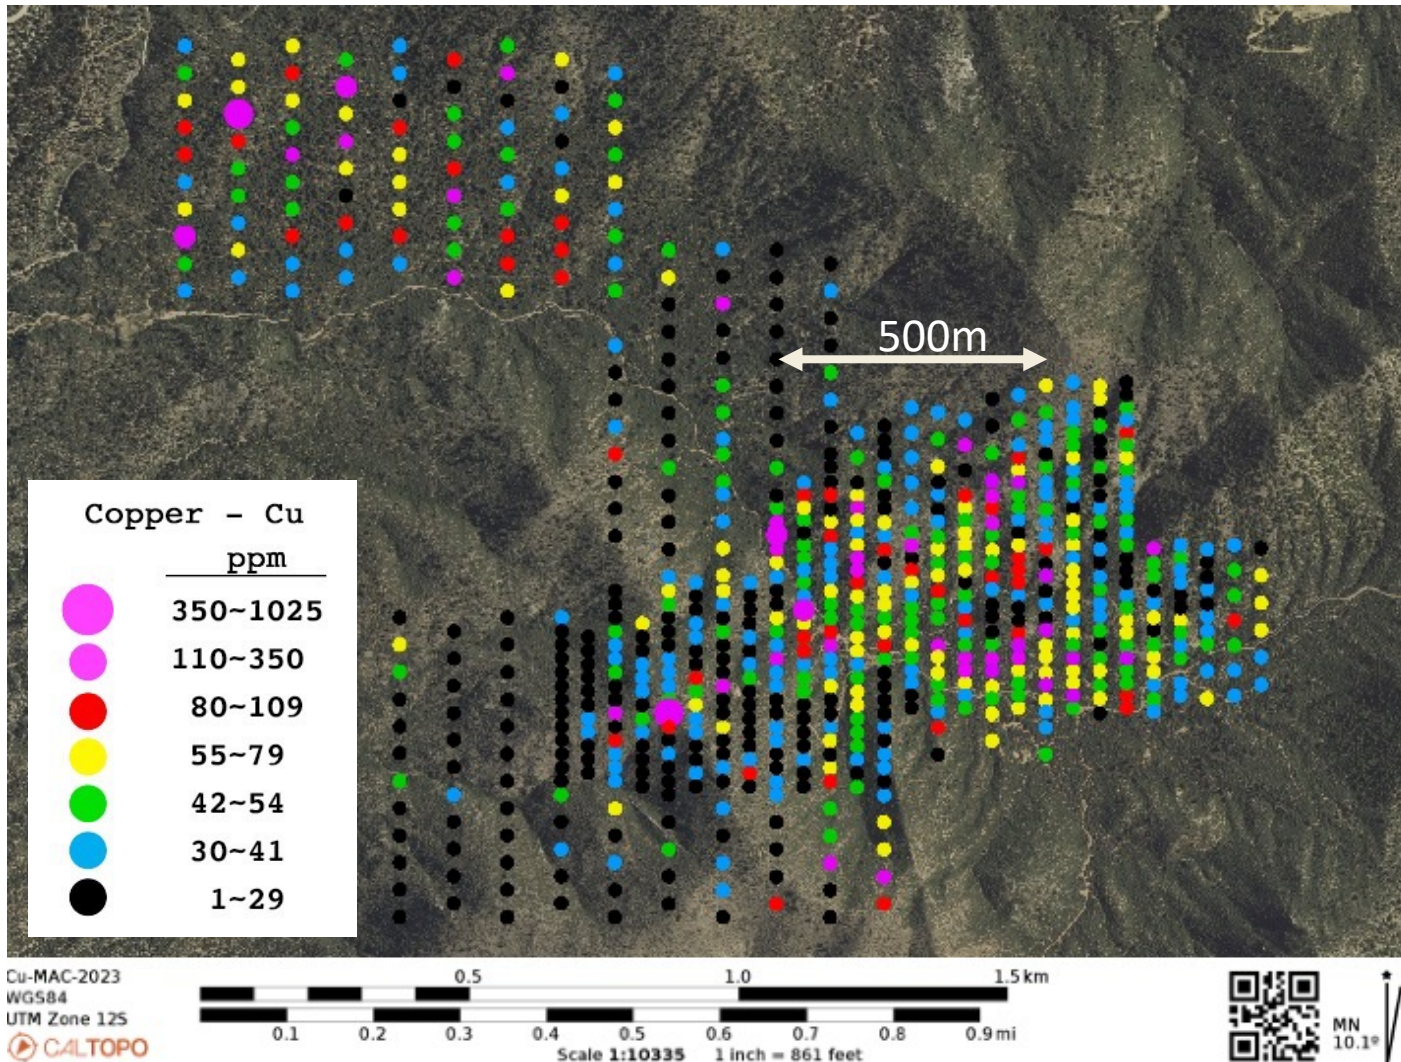 500m
Copper – Cu
ppm
350~1025
110~350
80~109
55~79
42~54
30~41
1~29
Cu-MAC-2023
WGS84
UTM Zone 12S
CALTOPO
0.5 1.0 1.5 km
0.1 0.2 0.3 0.4 0.5 0.6 0.7 0.8 0.9 mi
Scale 1:10335 1 inch = 861 feet
MN
10.1º